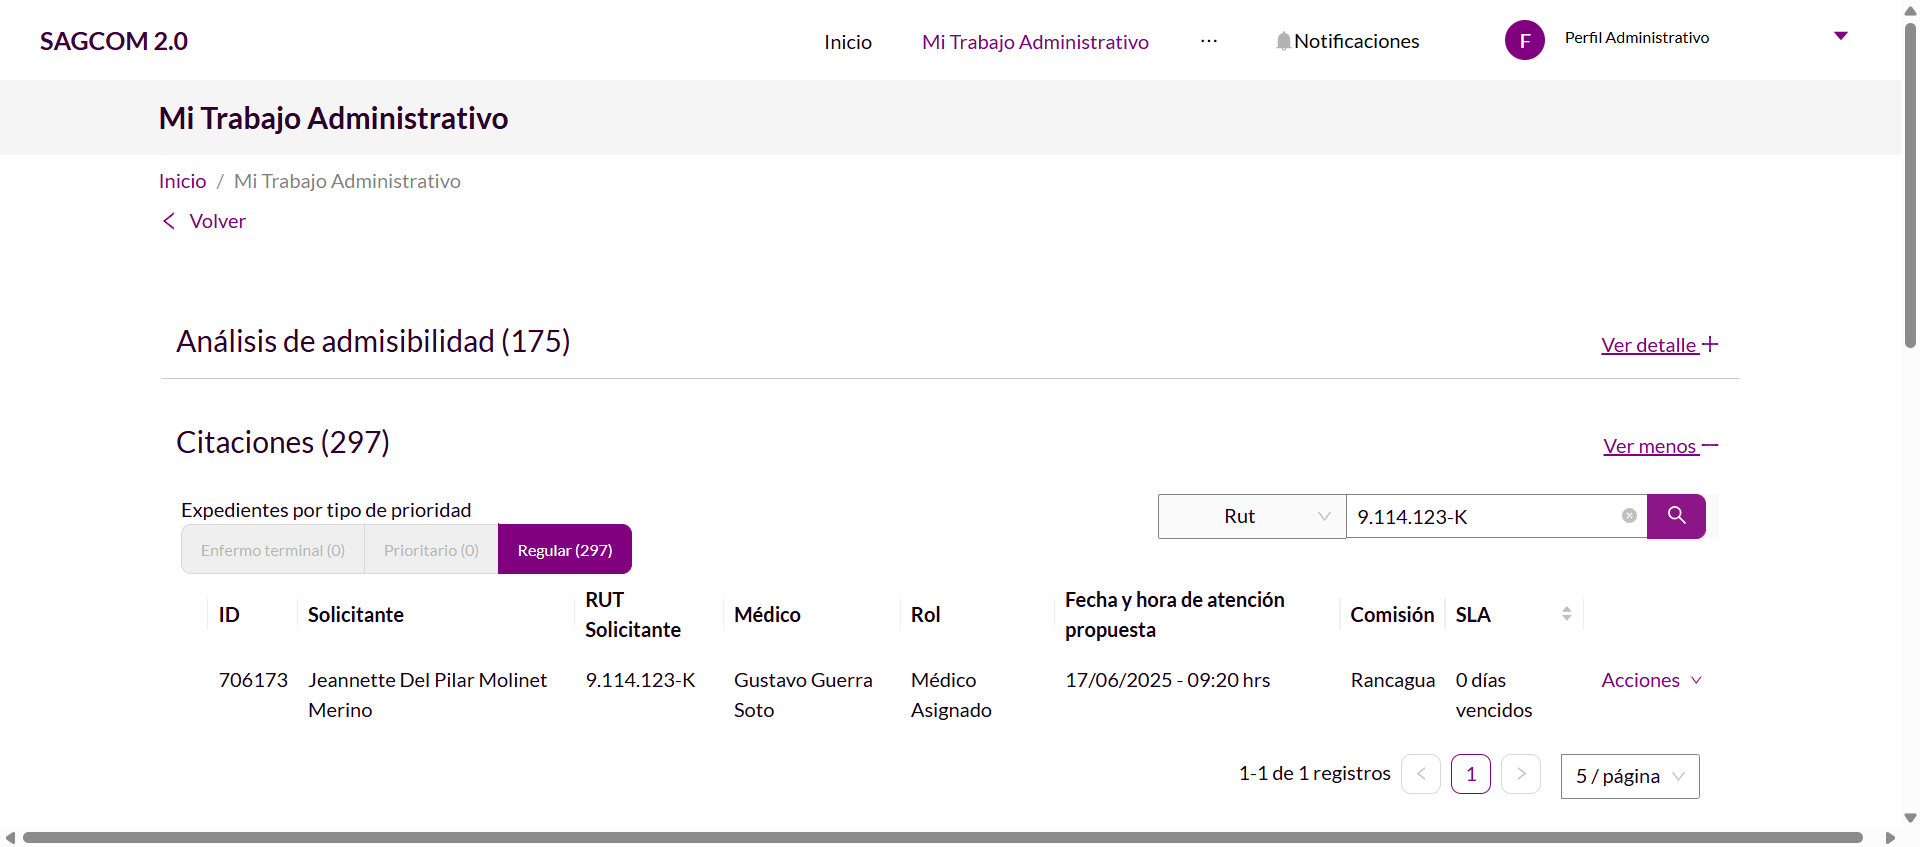 SAGCOM 2.0
Inicio
Mi Trabajo Administrativo
···
Notificaciones
F
Perfil Administrativo
Mi Trabajo Administrativo
Inicio / Mi Trabajo Administrativo
Volver
Análisis de admisibilidad (175)
Ver detalle
Citaciones (297)
Ver menos
Expedientes por tipo de prioridad
Enfermo terminal (0)
Prioritario (0)
Regular (297)
Rut
9.114.123-K
ID
Solicitante
RUT
Solicitante
Médico
Rol
Fecha y hora de atención
propuesta
Comisión
SLA
706173
Jeannette Del Pilar Molinet
Merino
9.114.123-K
Gustavo Guerra
Soto
Médico
Asignado
17/06/2025 - 09:20 hrs
Rancagua
0 días
vencidos
Acciones
1-1 de 1 registros
1
5 / página